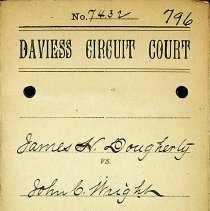 No. 7432 796
DAVIESS CIRCUIT COURT
James H. Dougherty
VS.
John C. Wright